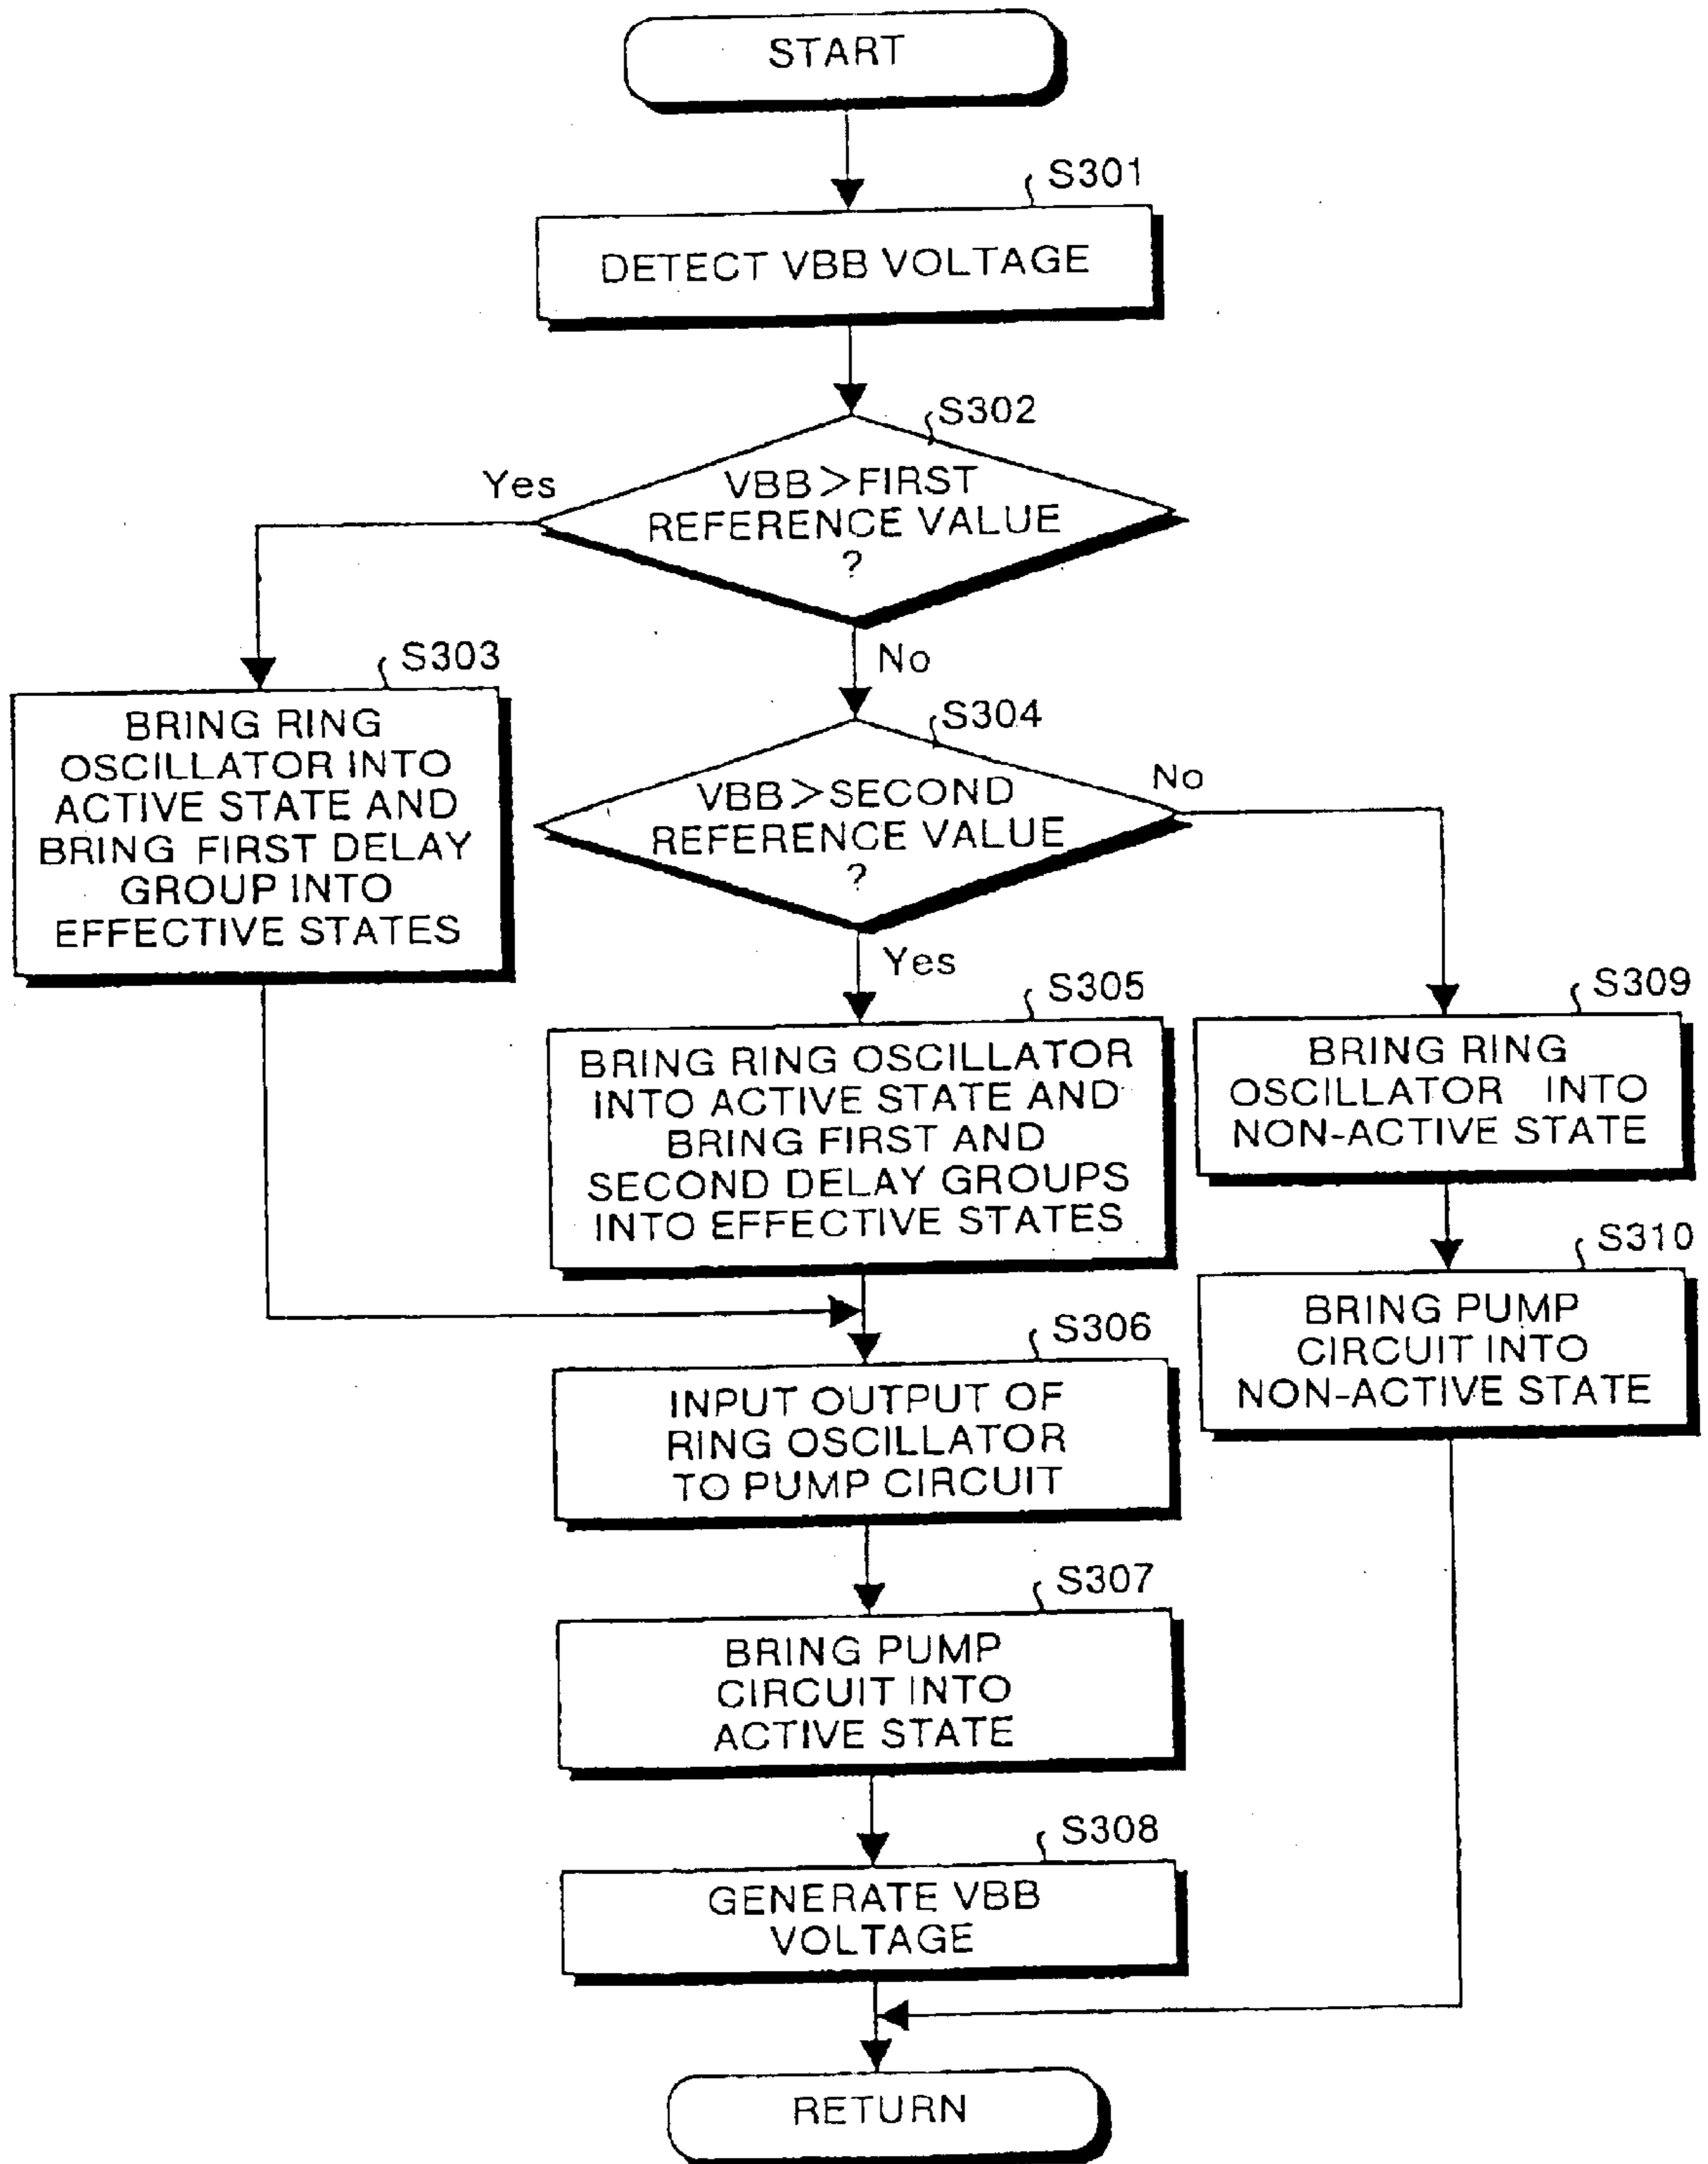 START
S301
DETECT VBB VOLTAGE
S302
VBB>FIRST
REFERENCE VALUE
?
Yes
No
S303
BRING RING
OSCILLATOR INTO
ACTIVE STATE AND
BRING FIRST DELAY
GROUP INTO
EFFECTIVE STATES
S304
VBB>SECOND
REFERENCE VALUE
?
No
Yes
S305
BRING RING OSCILLATOR
INTO ACTIVE STATE AND
BRING FIRST AND
SECOND DELAY GROUPS
INTO EFFECTIVE STATES
S309
BRING RING
OSCILLATOR INTO
NON-ACTIVE STATE
S310
BRING PUMP
CIRCUIT INTO
NON-ACTIVE STATE
S306
INPUT OUTPUT OF
RING OSCILLATOR
TO PUMP CIRCUIT
S307
BRING PUMP
CIRCUIT INTO
ACTIVE STATE
S308
GENERATE VBB
VOLTAGE
RETURN